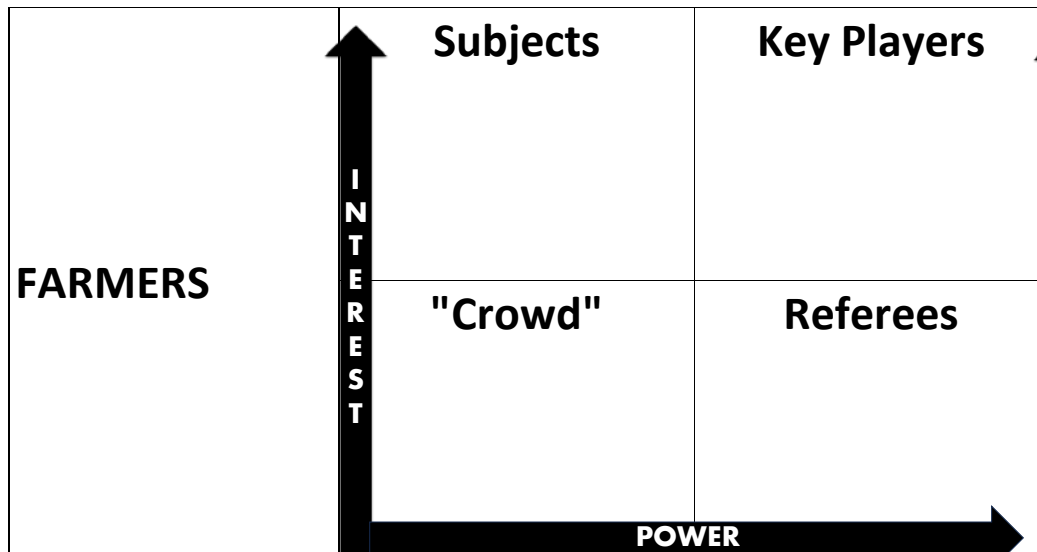 Subjects
Key Players
INTEREST
FARMERS
"Crowd"
Referees
POWER